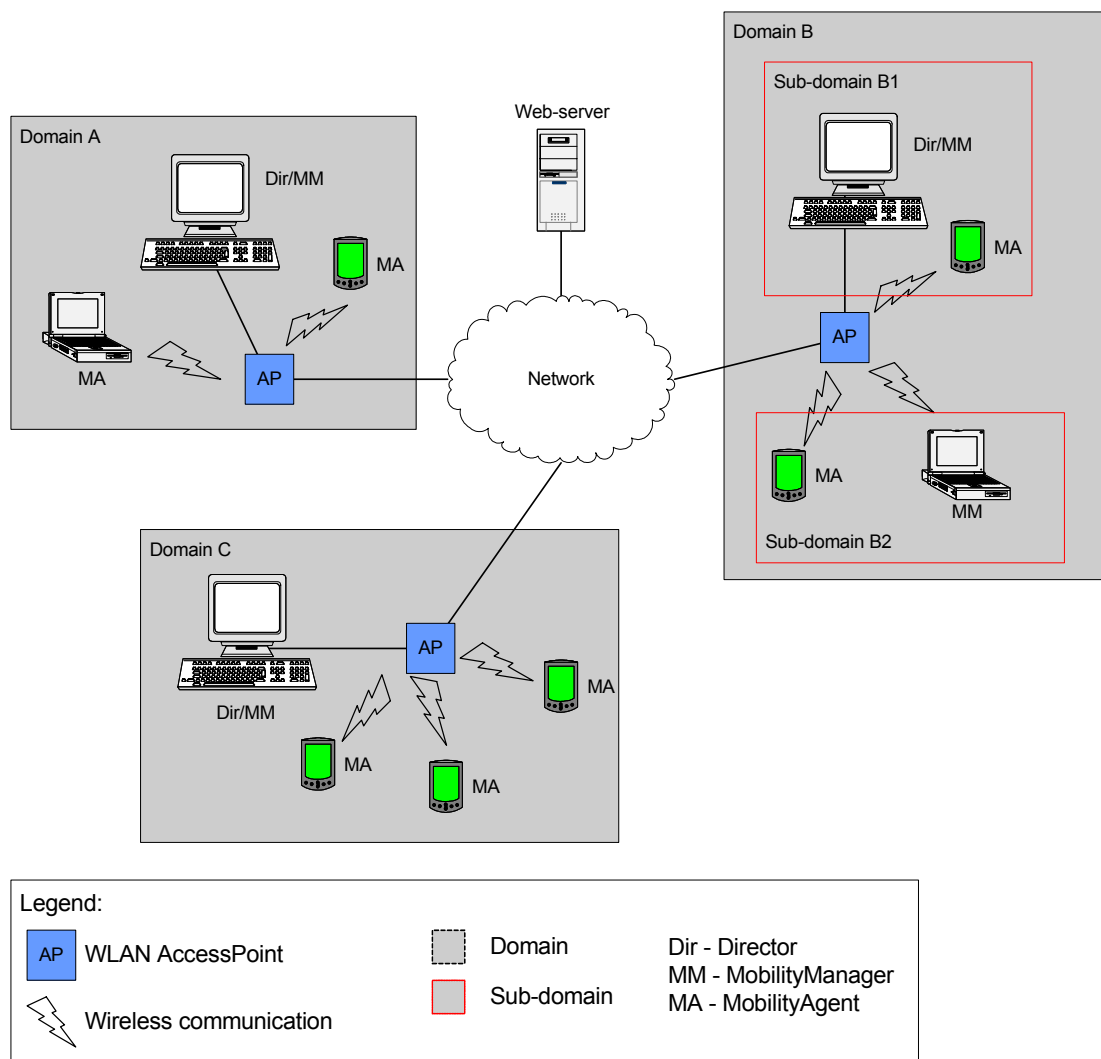 Domain B
Sub-domain B1
Web-server
Domain A
Dir/MM
Dir/MM
MA
MA
AP
MA
AP
Network
MA
MM
Sub-domain B2
Domain C
AP
MA
Dir/MM
MA
MA
Legend:
AP WLAN AccessPoint
Wireless communication
Domain
Sub-domain
Dir - Director
MM - MobilityManager
MA - MobilityAgent